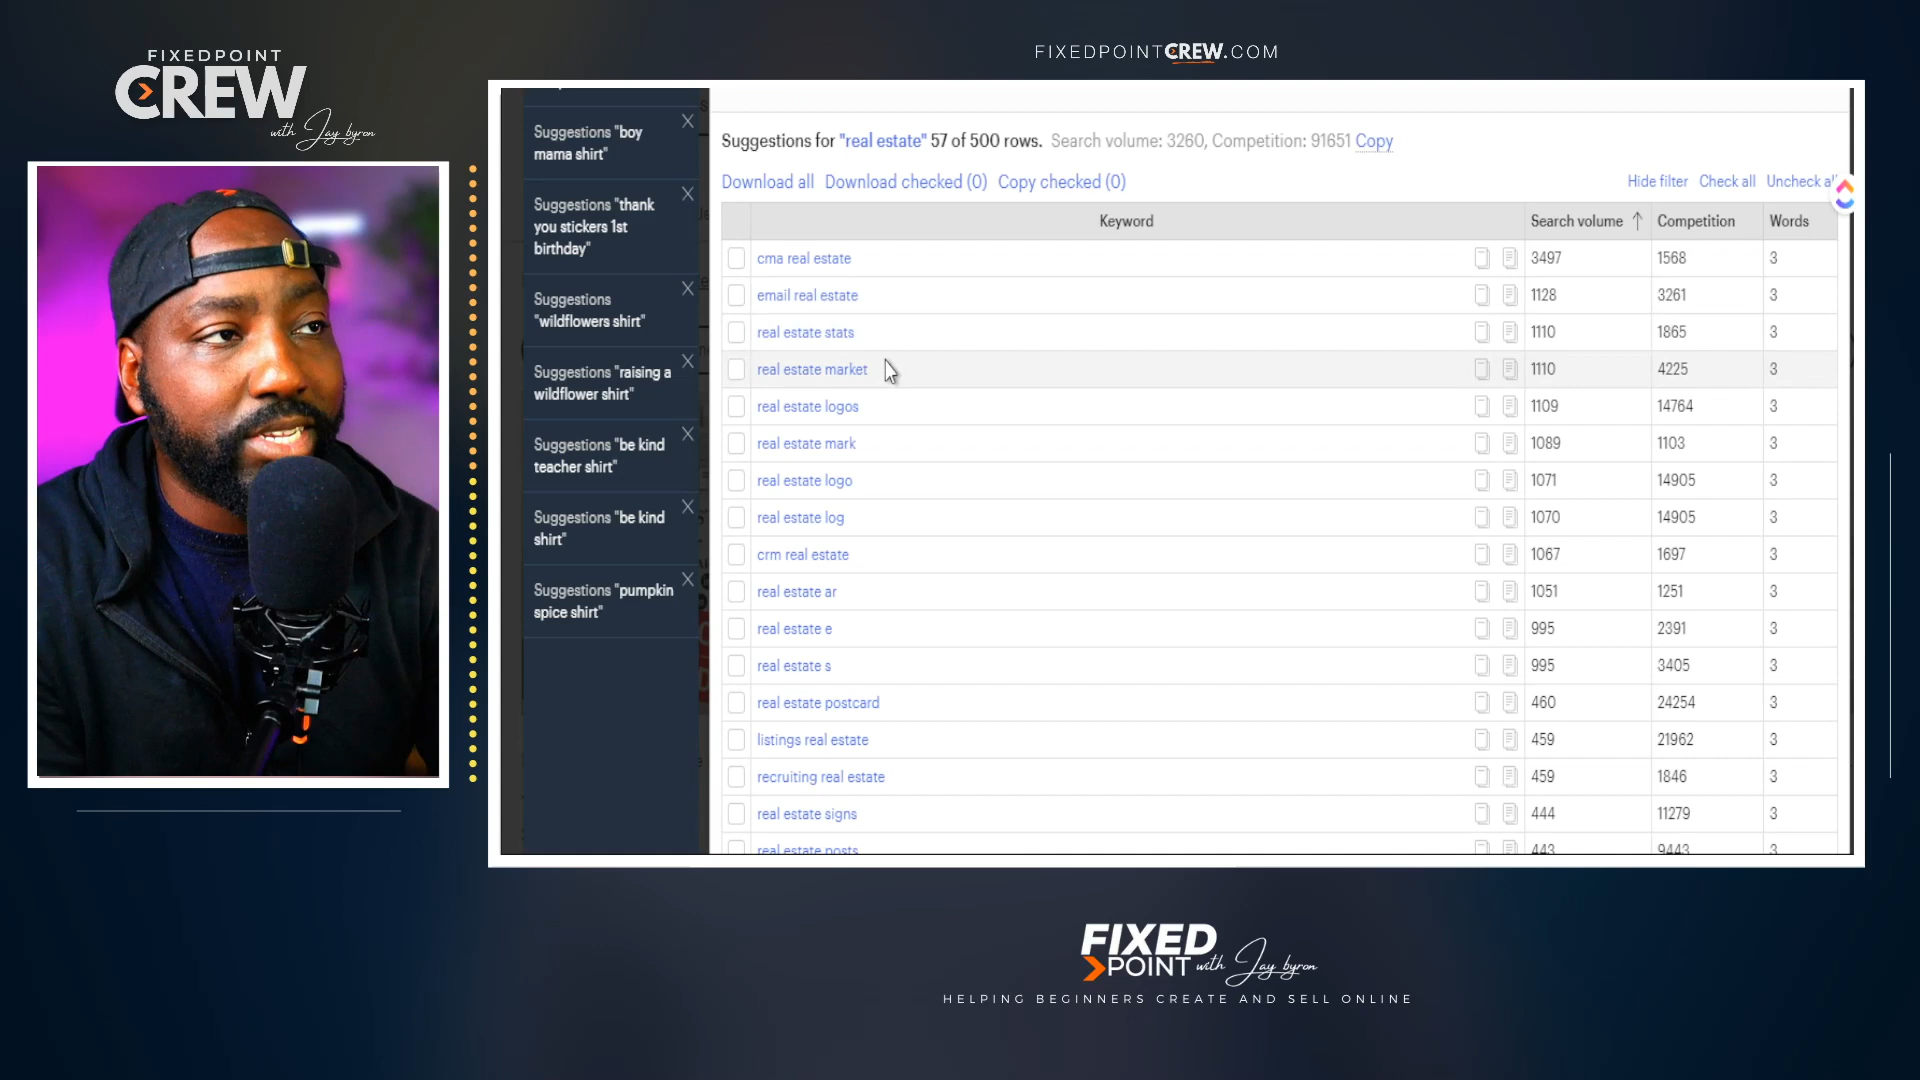 FIXEDPOINT
CREW
with Jay byron
FIXEDPOINTCREW.COM
Suggestions "boy
mama shirt"
X
Suggestions "thank
you stickers 1st
birthday"
X
Suggestions
"wildflowers shirt"
X
Suggestions "raising a
wildflower shirt"
X
Suggestions "be kind
teacher shirt"
X
Suggestions "be kind
shirt"
X
Suggestions "pumpkin
spice shirt"
X
Suggestions for "real estate" 57 of 500 rows. Search volume: 3260, Competition: 91651 Copy
Download all Download checked (0) Copy checked (0) Hide filter Check all Uncheck al
Keyword Search volume Competition Words
cma real estate 3497 1568 3
email real estate 1128 3261 3
real estate stats 1110 1865 3
real estate market 1110 4225 3
real estate logos 1109 14764 3
real estate mark 1089 1103 3
real estate logo 1071 14905 3
real estate log 1070 14905 3
crm real estate 1067 1697 3
real estate ar 1051 1251 3
real estate e 995 2391 3
real estate s 995 3405 3
real estate postcard 460 24254 3
listings real estate 459 21962 3
recruiting real estate 459 1846 3
real estate signs 444 11279 3
real estate posts 443 9443 3
FIXED
POINT with Jay byron
HELPING BEGINNERS CREATE AND SELL ONLINE